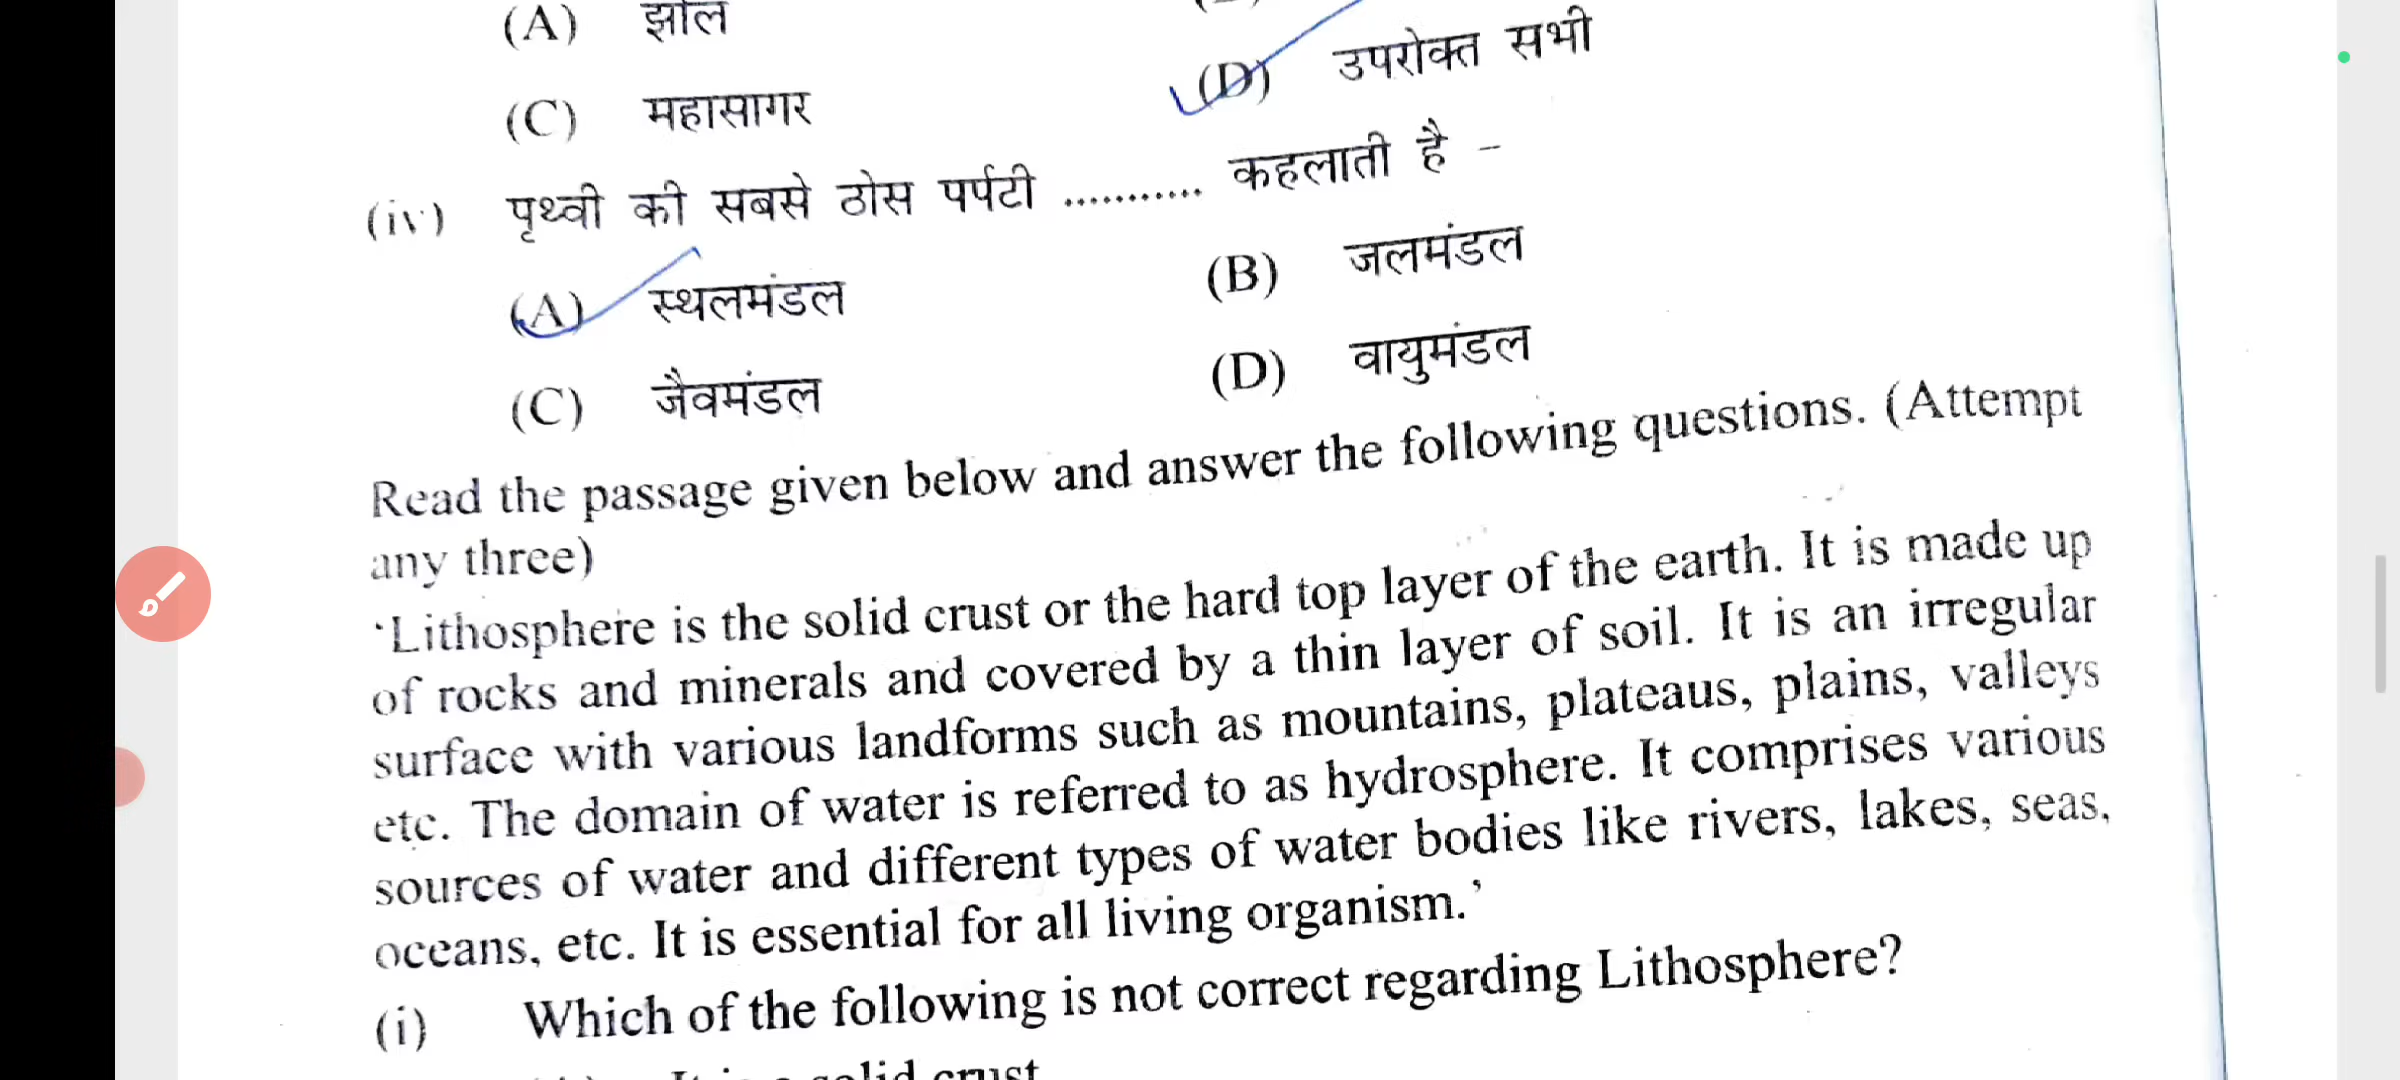 (A) झील
(C) महासागर
(D) उपरोक्त सभी
(iv) पृथ्वी की सबसे ठोस पर्पटी ........... कहलाती है –
(A) स्थलमंडल
(B) जलमंडल
(C) जैवमंडल
(D) वायुमंडल
Read the passage given below and answer the following questions. (Attempt
any three)
‘Lithosphere is the solid crust or the hard top layer of the earth. It is made up
of rocks and minerals and covered by a thin layer of soil. It is an irregular
surface with various landforms such as mountains, plateaus, plains, valleys
etc. The domain of water is referred to as hydrosphere. It comprises various
sources of water and different types of water bodies like rivers, lakes, seas,
oceans, etc. It is essential for all living organism.’
(i) Which of the following is not correct regarding Lithosphere?
It is a solid crust